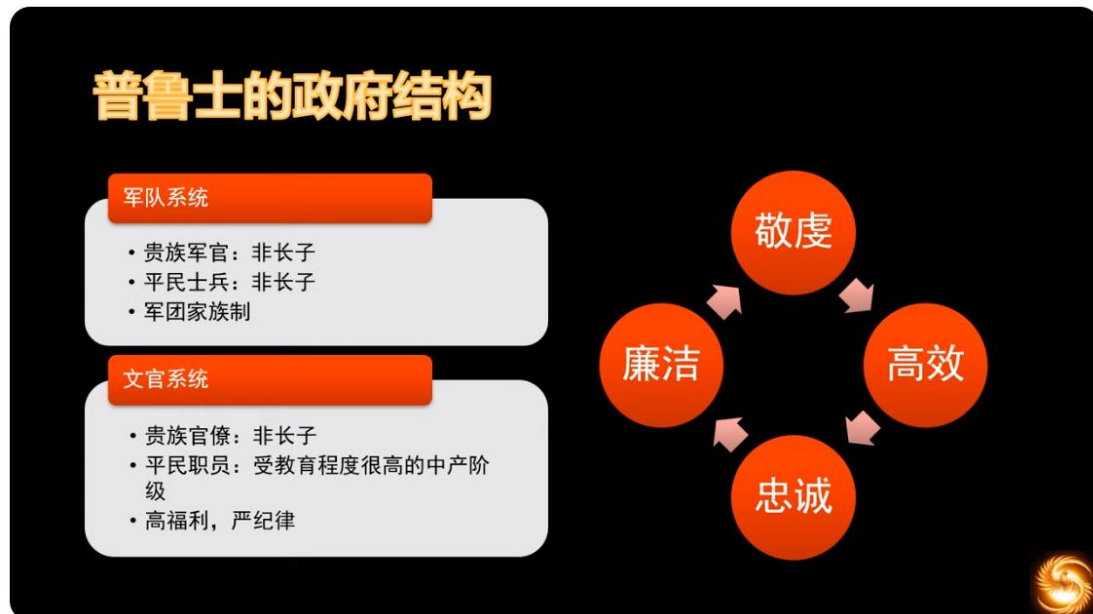 普鲁士的政府结构
军队系统
• 贵族军官：非长子
• 平民士兵：非长子
• 军团家族制
文官系统
• 贵族官僚：非长子
• 平民职员：受教育程度很高的中产阶
级
• 高福利，严纪律
敬虔
高效
忠诚
廉洁